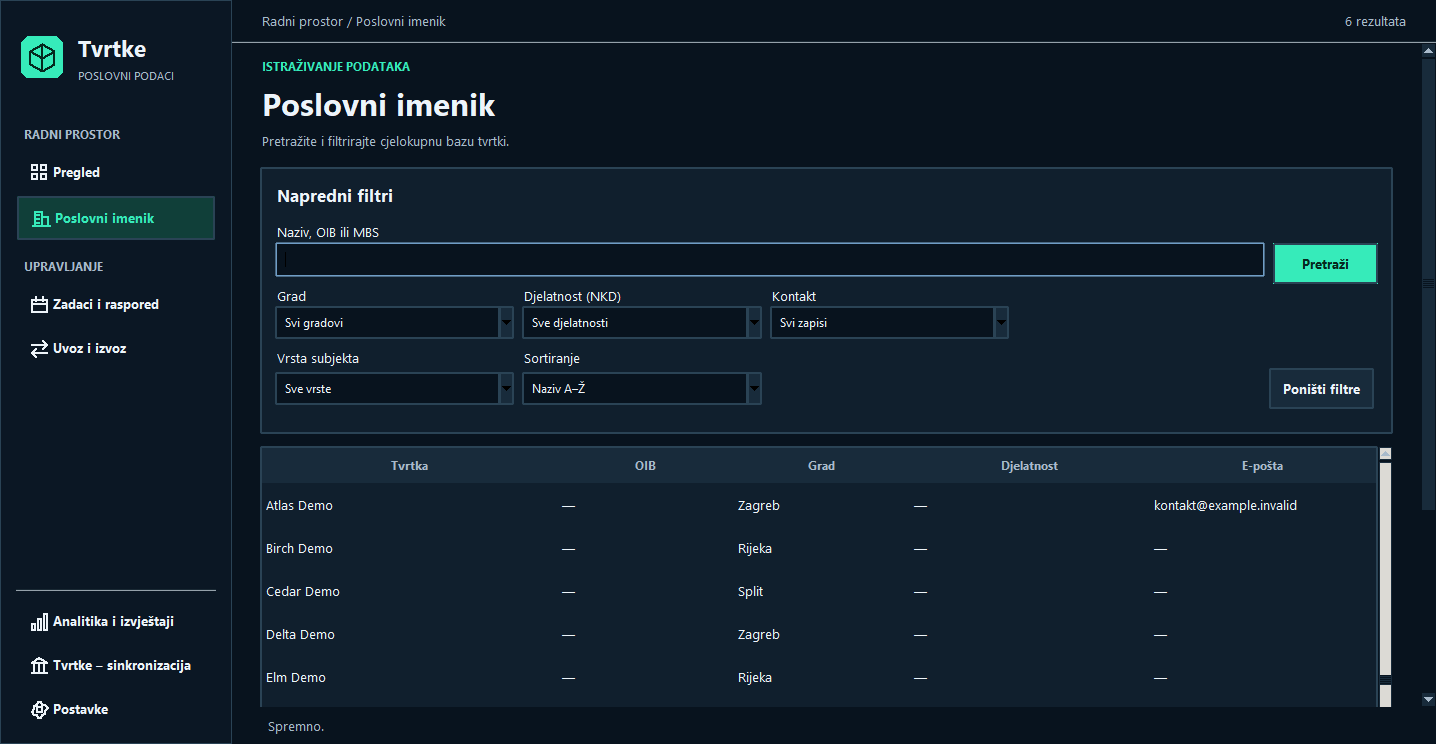 Tvrtke
POSLOVNI PODACI
RADNI PROSTOR
Pregled
Poslovni imenik
UPRAVLJANJE
Zadaci i raspored
Uvoz i izvoz
Analitika i izvještaji
Tvrtke – sinkronizacija
Postavke
Radni prostor / Poslovni imenik
6 rezultata
ISTRAŽIVANJE PODATAKA
Poslovni imenik
Pretražite i filtrirajte cjelokupnu bazu tvrtki.
Napredni filtri
Naziv, OIB ili MBS
Pretraži
Grad Djelatnost (NKD) Kontakt
Svi gradovi Sve djelatnosti Svi zapisi
Vrsta subjekta Sortiranje
Sve vrste Naziv A–Ž
Poništi filtre
Tvrtka OIB Grad Djelatnost E-pošta
Atlas Demo — Zagreb — kontakt@example.invalid
Birch Demo — Rijeka — —
Cedar Demo — Split — —
Delta Demo — Zagreb — —
Elm Demo — Rijeka — —
Spremno.